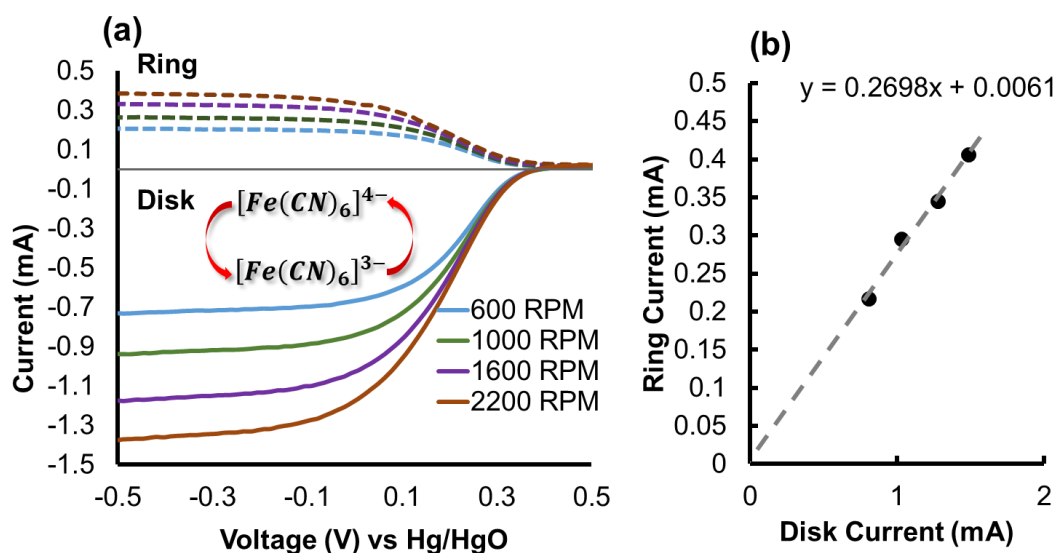 (a)
Ring
Disk
[Fe(CN)₆]⁴⁻
[Fe(CN)₆]³⁻
600 RPM
1000 RPM
1600 RPM
2200 RPM
0.5
0.3
0.1
-0.1
-0.3
-0.5
-0.7
-0.9
-1.1
-1.3
-1.5
Current (mA)
-0.5
-0.3
-0.1
0.1
0.3
0.5
Voltage (V) vs Hg/HgO
(b)
y = 0.2698x + 0.0061
0.5
0.45
0.4
0.35
0.3
0.25
0.2
0.15
0.1
0.05
0
Ring Current (mA)
0
1
2
Disk Current (mA)